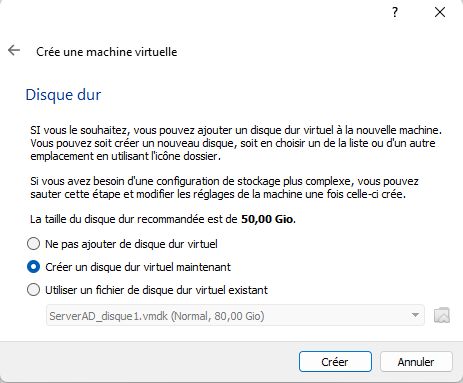 ?
Crée une machine virtuelle
Disque dur
SI vous le souhaitez, vous pouvez ajouter un disque dur virtuel à la nouvelle machine.
Vous pouvez soit créer un nouveau disque, soit en choisir un de la liste ou d'un autre
emplacement en utilisant l'icône dossier.
Si vous avez besoin d'une configuration de stockage plus complexe, vous pouvez
sauter cette étape et modifier les réglages de la machine une fois celle-ci crée.
La taille du disque dur recommandée est de 50,00 Gio.
Ne pas ajouter de disque dur virtuel
Créer un disque dur virtuel maintenant
Utiliser un fichier de disque dur virtuel existant
ServerAD_disque1.vmdk (Normal, 80,00 Gio)
Créer
Annuler